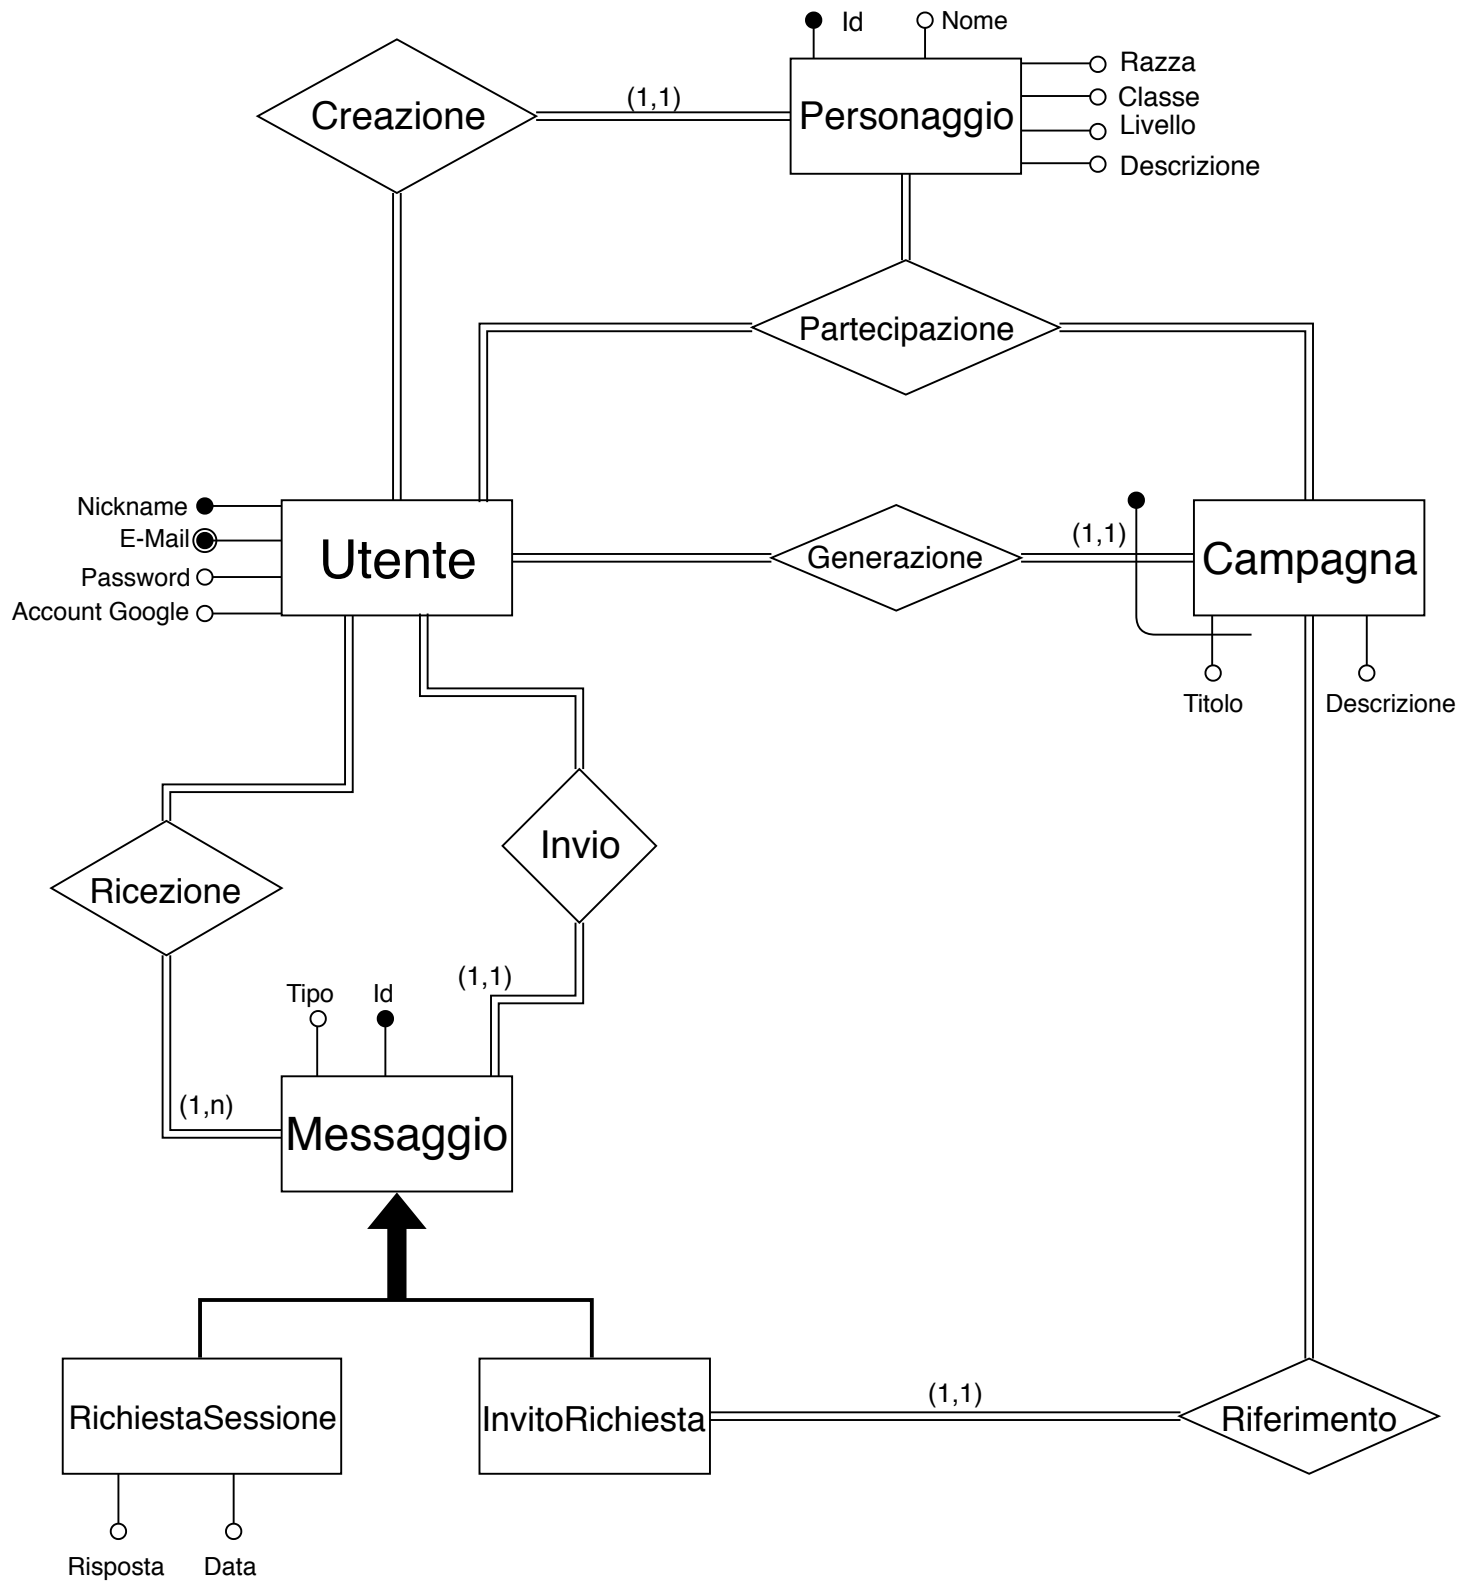 Id
Nome
Razza
Classe
Livello
Descrizione
Creazione
(1,1)
Personaggio
Partecipazione
Nickname
E-Mail
Password
Account Google
Utente
Generazione
(1,1)
Campagna
Titolo
Descrizione
Invio
Ricezione
(1,1)
Tipo
Id
(1,n)
Messaggio
RichiestaSessione
InvitoRichiesta
(1,1)
Riferimento
Risposta
Data